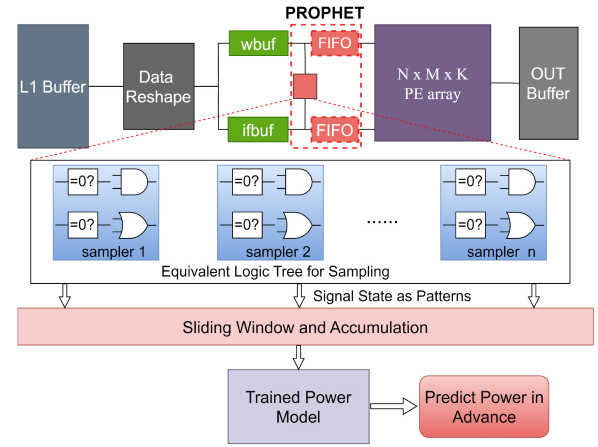 PROPHET
L1 Buffer
Data
Reshape
wbuf
ifbuf
FIFO
FIFO
N x M x K
PE array
OUT
Buffer
=0?
=0?
sampler 1
=0?
=0?
sampler 2
......
=0?
=0?
sampler n
Equivalent Logic Tree for Sampling
Signal State as Patterns
Sliding Window and Accumulation
Trained Power
Model
Predict Power in
Advance